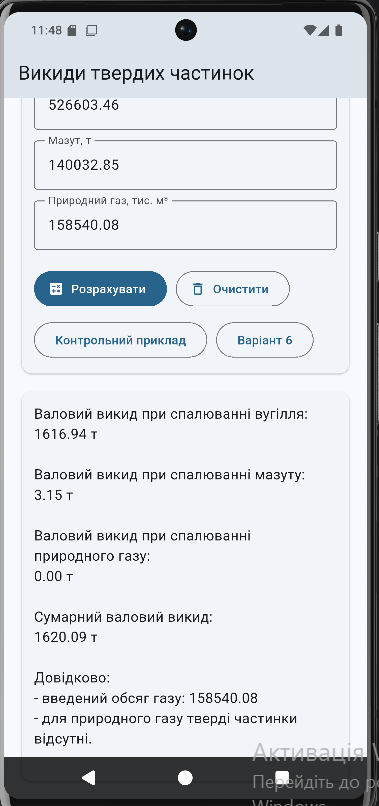 11:48
Викиди твердих частинок
526603.46
Мазут, т
140032.85
Природний газ, тис. м³
158540.08
Розрахувати
Очистити
Контрольний приклад
Варіант 6
Валовий викид при спалюванні вугілля:
1616.94 т
Валовий викид при спалюванні мазуту:
3.15 т
Валовий викид при спалюванні
природного газу:
0.00 т
Сумарний валовий викид:
1620.09 т
Довідково:
- введений обсяг газу: 158540.08
- для природного газу тверді частинки
відсутні.
Активація W
Перейдіть до ро
Windows